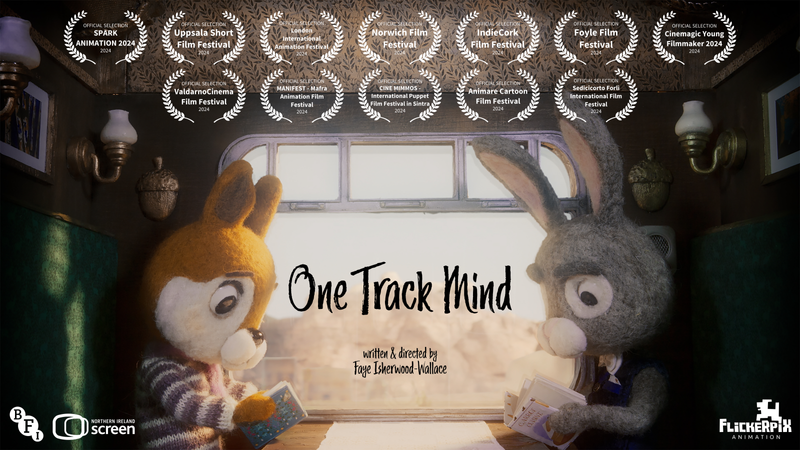 OFFICIAL SELECTION
SPARK
ANIMATION 2024
2024
OFFICIAL SELECTION
Uppsala Short
Film Festival
2024
OFFICIAL SELECTION
London
International
Animation Festival
2024
OFFICIAL SELECTION
Norwich Film
Festival
2024
OFFICIAL SELECTION
IndieCork
Film Festival
2024
OFFICIAL SELECTION
Foyle Film
Festival
2024
OFFICIAL SELECTION
Cinemagic Young
Filmmaker 2024
2024
OFFICIAL SELECTION
ValdarnoCinema
Film Festival
2024
OFFICIAL SELECTION
MANIFEST - Mafra
Animation Film
Festival
2024
OFFICIAL SELECTION
CINE MIMMOS -
International Puppet
Film Festival in Sintra
2024
OFFICIAL SELECTION
Animare Cartoon
Film Festival
2024
OFFICIAL SELECTION
Sedicicorto Forlì
International Film
Festival
2024
One Track Mind
written & directed by
Faye Isherwood-Wallace
BFI
NORTHERN IRELAND
screen
FLICKERPIX
ANIMATION